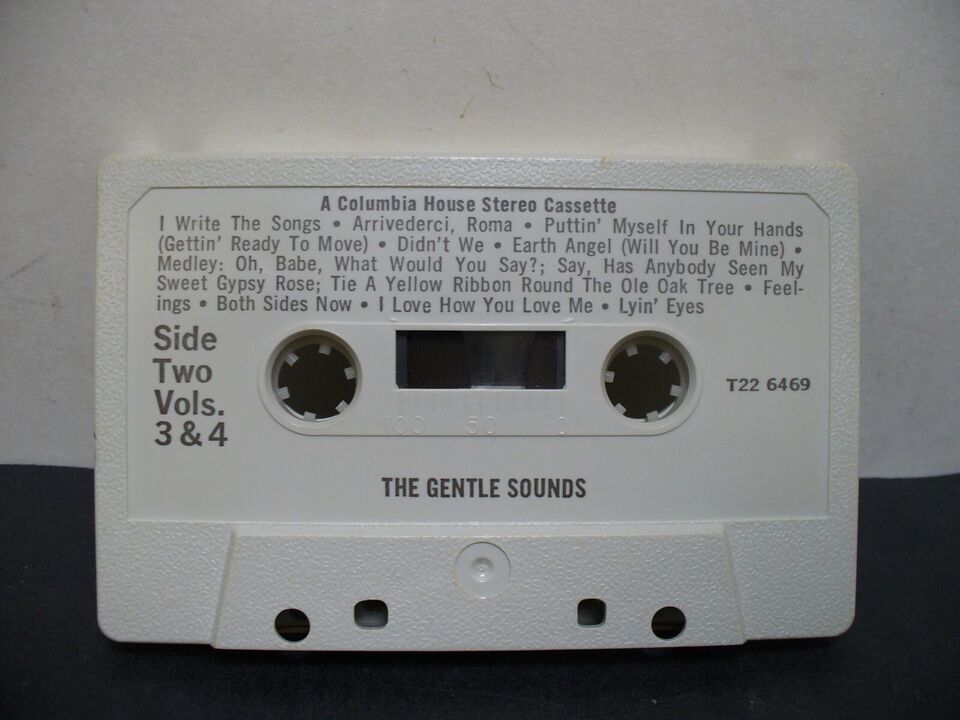 A Columbia House Stereo Cassette
I Write The Songs • Arrivederci, Roma • Puttin' Myself In Your Hands
(Gettin' Ready To Move) • Didn't We • Earth Angel (Will You Be Mine) •
Medley: Oh, Babe, What Would You Say?; Say, Has Anybody Seen My
Sweet Gypsy Rose; Tie A Yellow Ribbon Round The Ole Oak Tree • Feel-
ings • Both Sides Now • I Love How You Love Me • Lyin' Eyes
Side
Two
Vols.
3 & 4
T22 6469
100 50 0
THE GENTLE SOUNDS